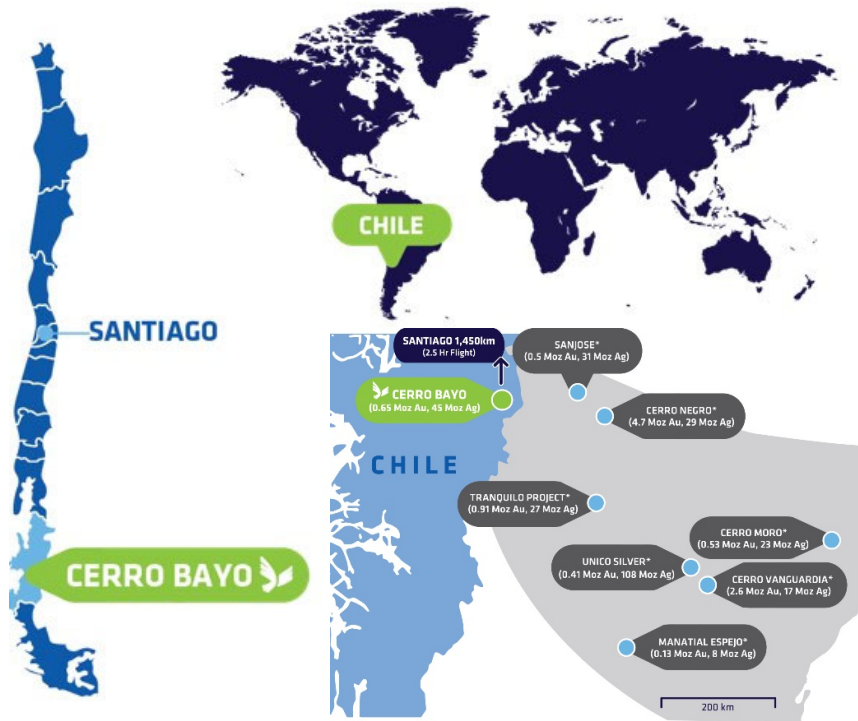 CHILE
SANTIAGO
CERRO BAYO
SANTIAGO 1,450km
(2.5 Hr Flight)
SANJOSE*
(0.5 Moz Au, 31 Moz Ag)
CERRO BAYO
(0.65 Moz Au, 45 Moz Ag)
CERRO NEGRO*
(4.7 Moz Au, 29 Moz Ag)
CHILE
TRANQUILO PROJECT*
(0.91 Moz Au, 27 Moz Ag)
CERRO MORO*
(0.53 Moz Au, 23 Moz Ag)
UNICO SILVER*
(0.41 Moz Au, 108 Moz Ag)
CERRO VANGUARDIA*
(2.6 Moz Au, 17 Moz Ag)
MANATIAL ESPEJO*
(0.13 Moz Au, 8 Moz Ag)
200 km